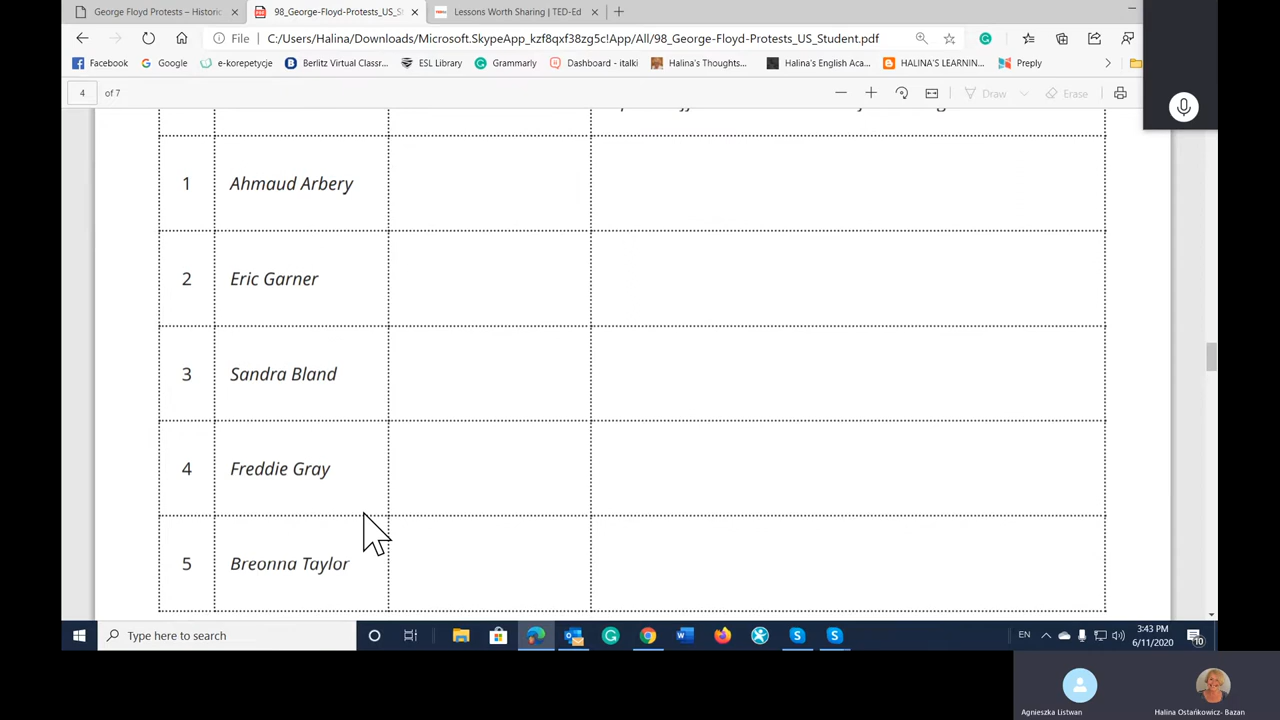 George Floyd Protests – Historic
98_George-Floyd-Protests_US_S
Lessons Worth Sharing | TED-Ed
File
C:/Users/Halina/Downloads/Microsoft.SkypeApp_kzf8qxf38zg5c!App/All/98_George-Floyd-Protests_US_Student.pdf
Facebook
Google
e-korepetycje
Berlitz Virtual Classr...
ESL Library
Grammarly
Dashboard - italki
Halina's Thoughts...
Halina's English Aca...
HALINA'S LEARNIN...
Preply
4 of 7
Draw
Erase
1 Ahmaud Arbery
2 Eric Garner
3 Sandra Bland
4 Freddie Gray
5 Breonna Taylor
Type here to search
EN
3:43 PM
6/11/2020
10
Agnieszka Listwan
Halina Ostańkowicz- Bazan